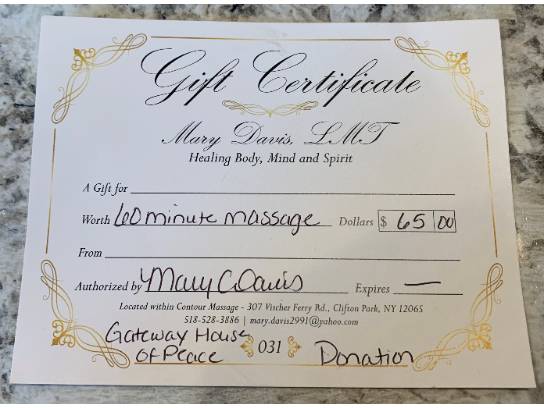 Gift Certificate
Mary Davis, LMT
Healing Body, Mind and Spirit
A Gift for
Worth 60 minute massage Dollars $ 65 00
From
Authorized by Mary C Davis Expires —
Located within Contour Massage - 307 Vischer Ferry Rd., Clifton Park, NY 12065
518-528-3886 | mary.davis2991@yahoo.com
Gateway House
of Peace 031 Donation